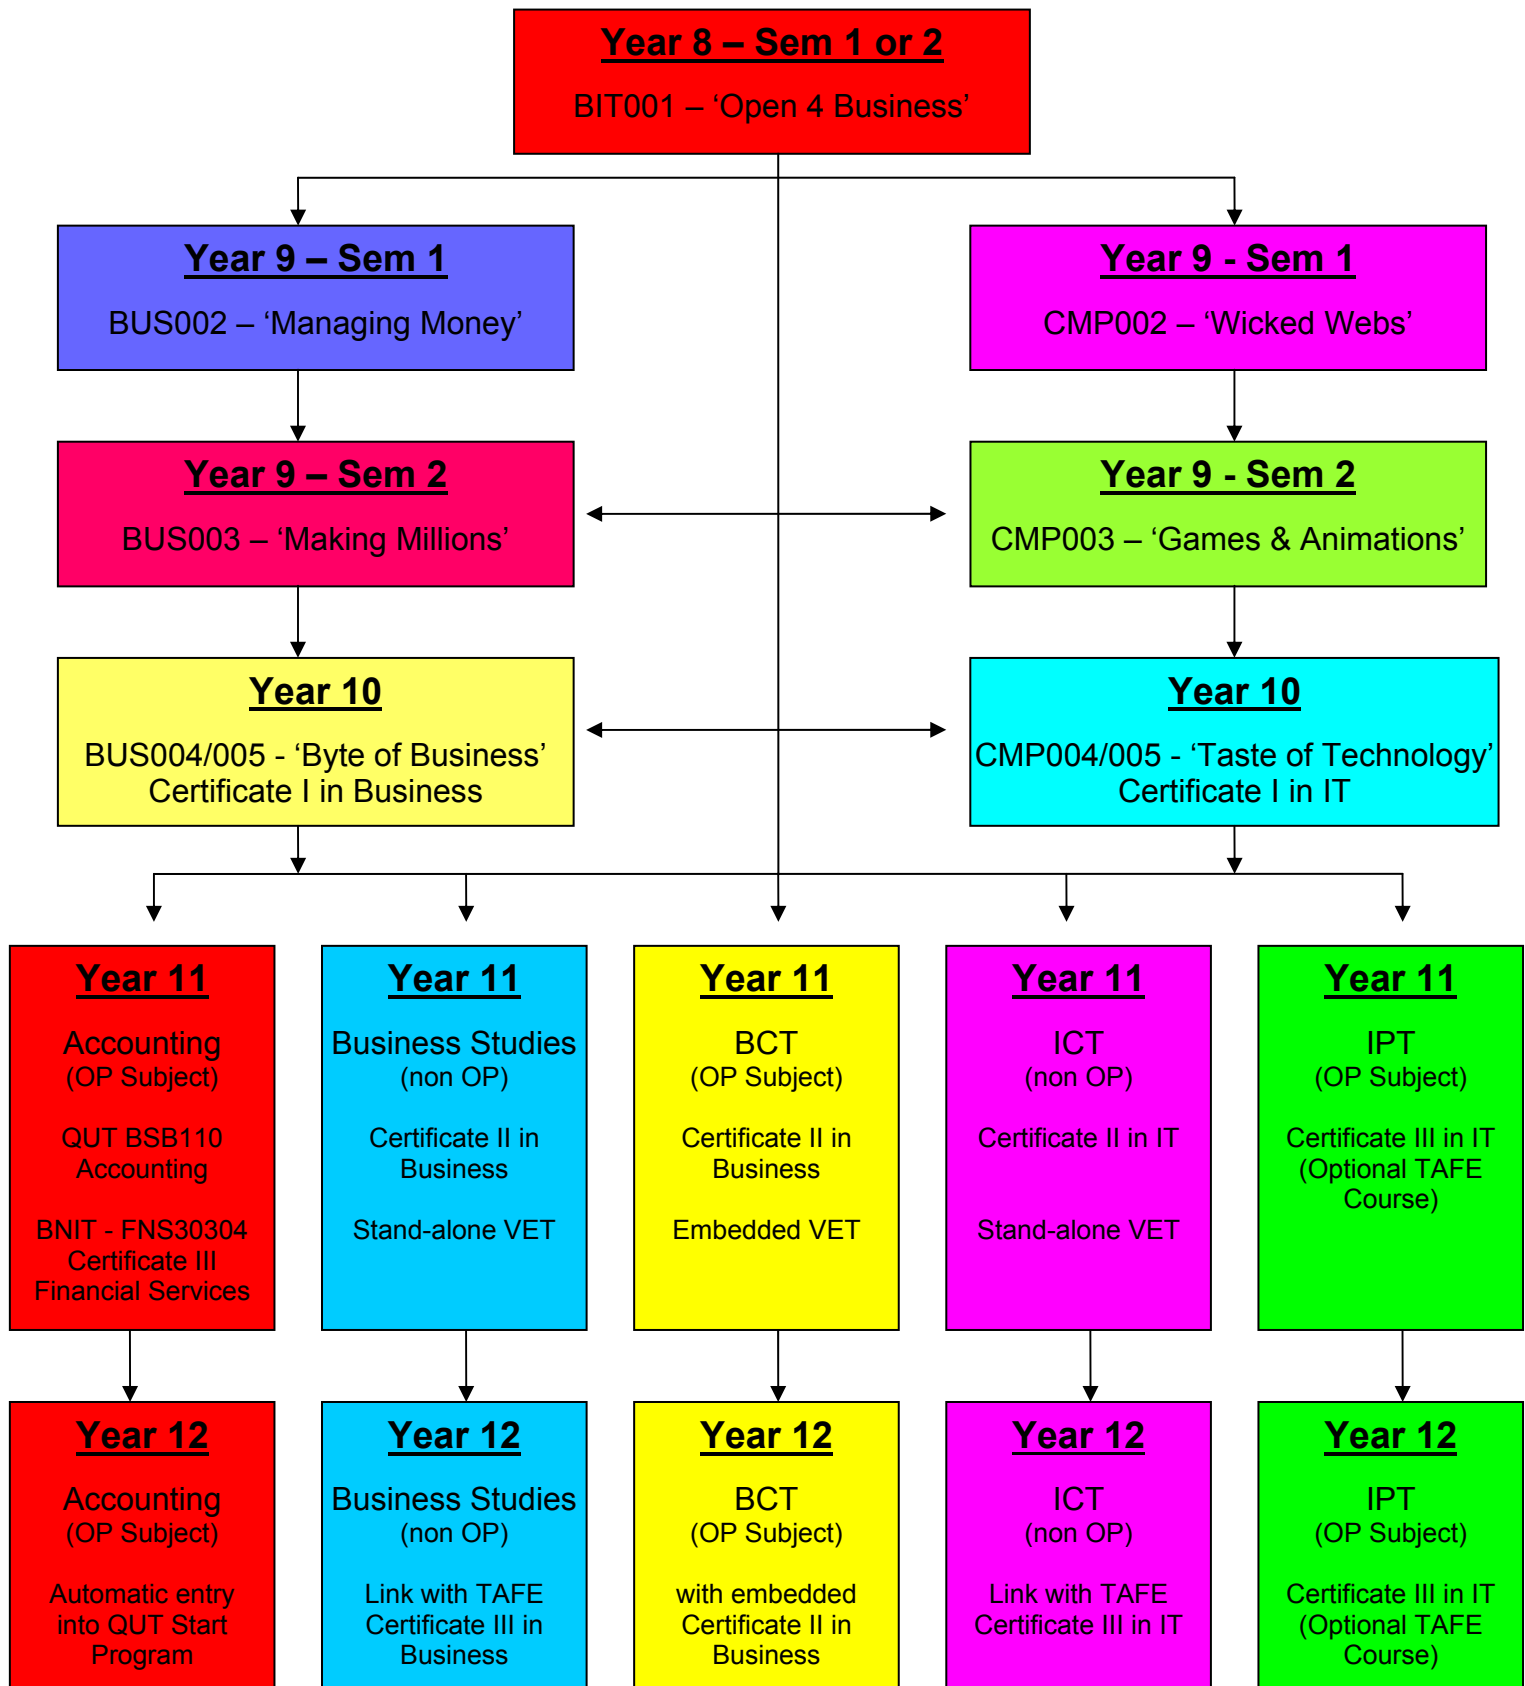 Year 8 – Sem 1 or 2
BIT001 – ‘Open 4 Business’
Year 9 – Sem 1
BUS002 – ‘Managing Money’
Year 9 - Sem 1
CMP002 – ‘Wicked Webs’
Year 9 – Sem 2
BUS003 – ‘Making Millions’
Year 9 - Sem 2
CMP003 – ‘Games & Animations’
Year 10
BUS004/005 - ‘Byte of Business’
Certificate I in Business
Year 10
CMP004/005 - ‘Taste of Technology’
Certificate I in IT
Year 11
Accounting
(OP Subject)
QUT BSB110
Accounting
BNIT - FNS30304
Certificate III
Financial Services
Year 11
Business Studies
(non OP)
Certificate II in
Business
Stand-alone VET
Year 11
BCT
(OP Subject)
Certificate II in
Business
Embedded VET
Year 11
ICT
(non OP)
Certificate II in IT
Stand-alone VET
Year 11
IPT
(OP Subject)
Certificate III in IT
(Optional TAFE
Course)
Year 12
Accounting
(OP Subject)
Automatic entry
into QUT Start
Program
Year 12
Business Studies
(non OP)
Link with TAFE
Certificate III in
Business
Year 12
BCT
(OP Subject)
with embedded
Certificate II in
Business
Year 12
ICT
(non OP)
Link with TAFE
Certificate III in IT
Year 12
IPT
(OP Subject)
Certificate III in IT
(Optional TAFE
Course)